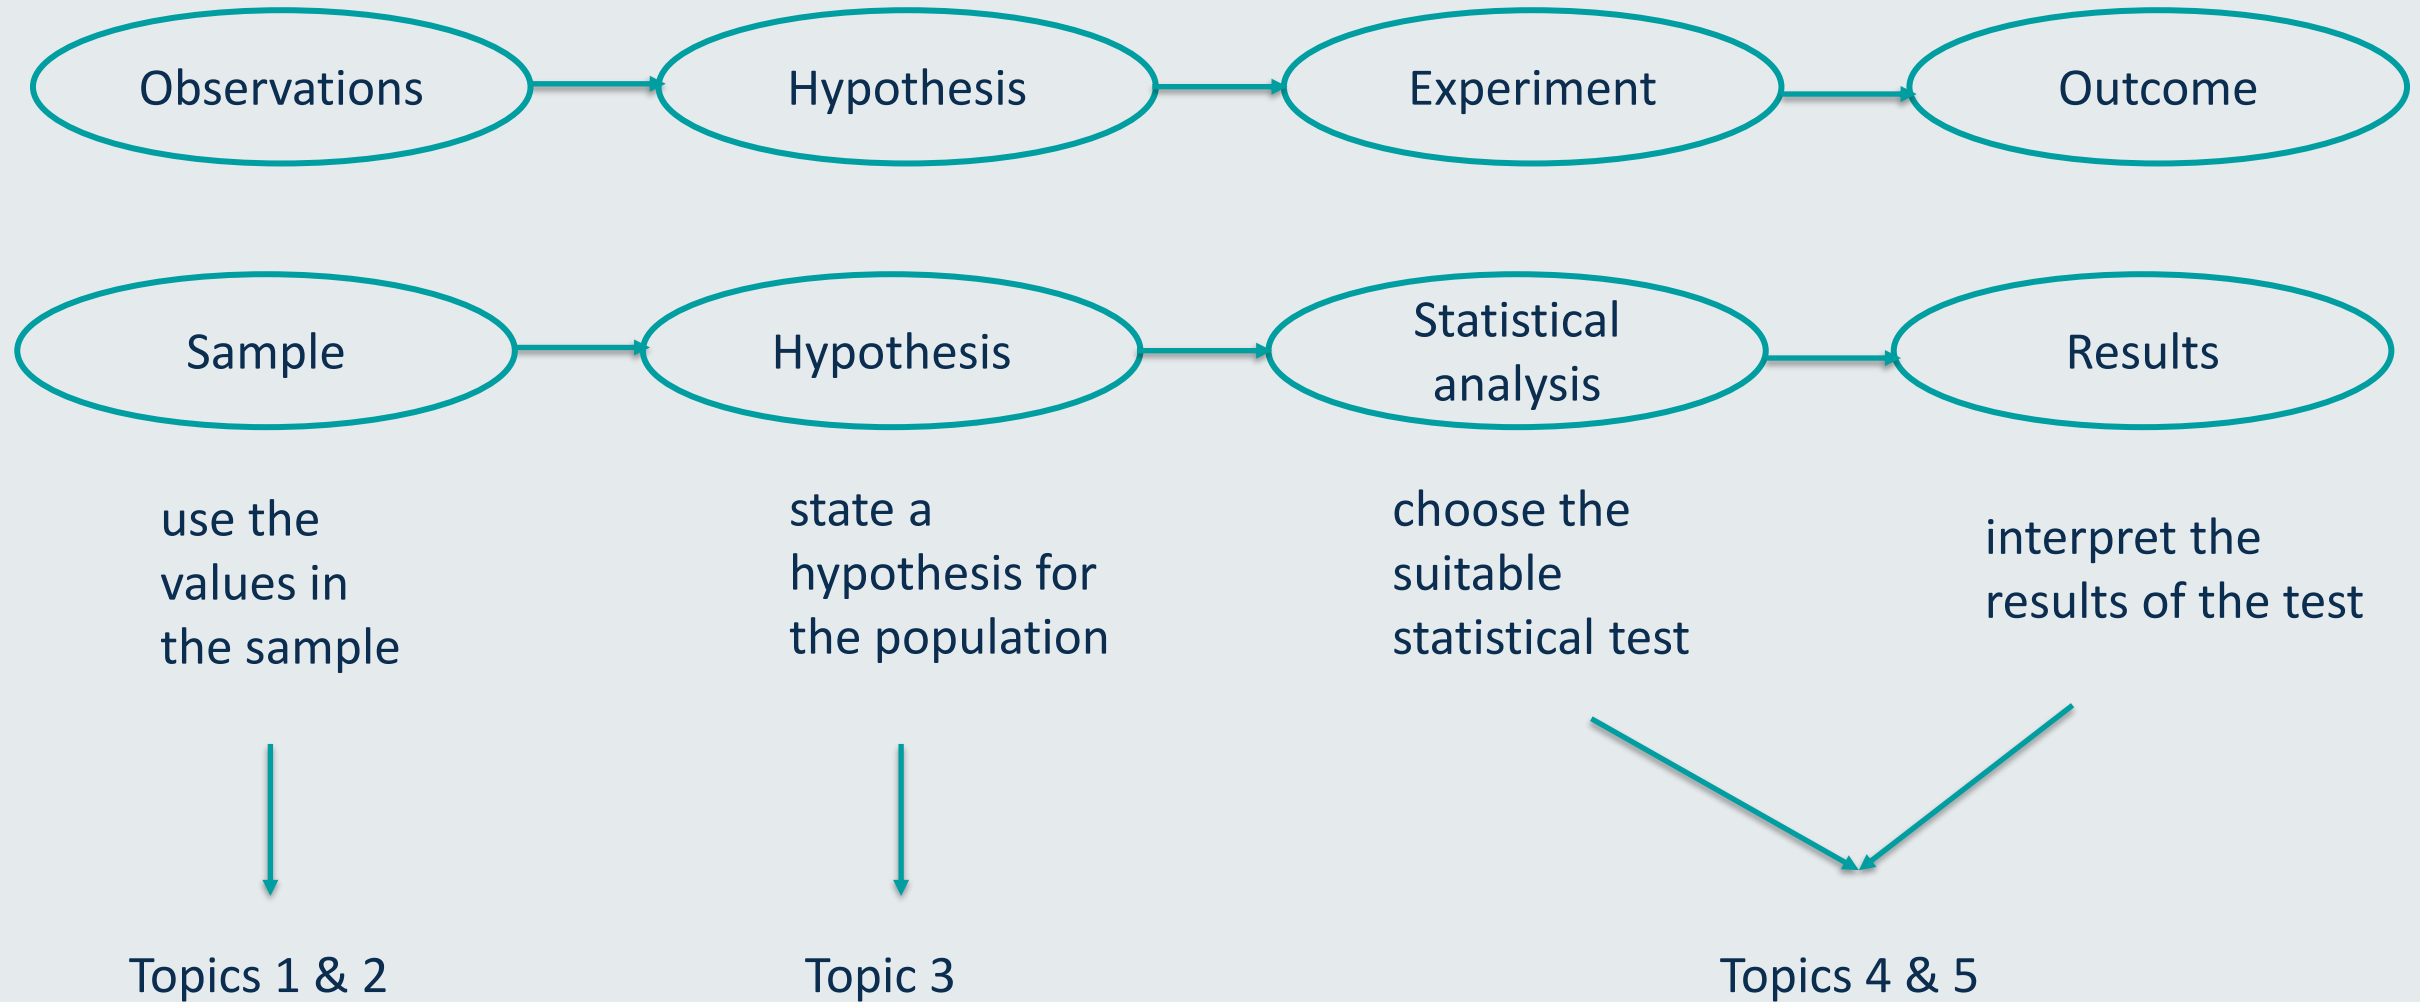 Observations
Hypothesis
Experiment
Outcome
Sample
Hypothesis
Statistical
analysis
Results
use the
values in
the sample
state a
hypothesis for
the population
choose the
suitable
statistical test
interpret the
results of the test
Topics 1 & 2
Topic 3
Topics 4 & 5